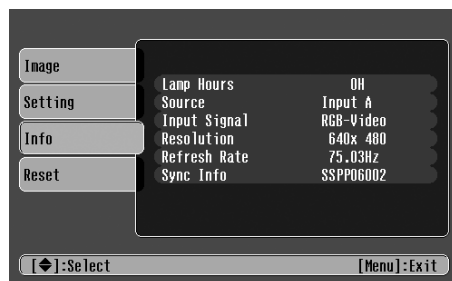 Image
Setting
Info
Reset
Lamp Hours 0H
Source Input A
Input Signal RGB-Video
Resolution 640x 480
Refresh Rate 75.03Hz
Sync Info SSPP06002
[◆]:Select [Menu]:Exit